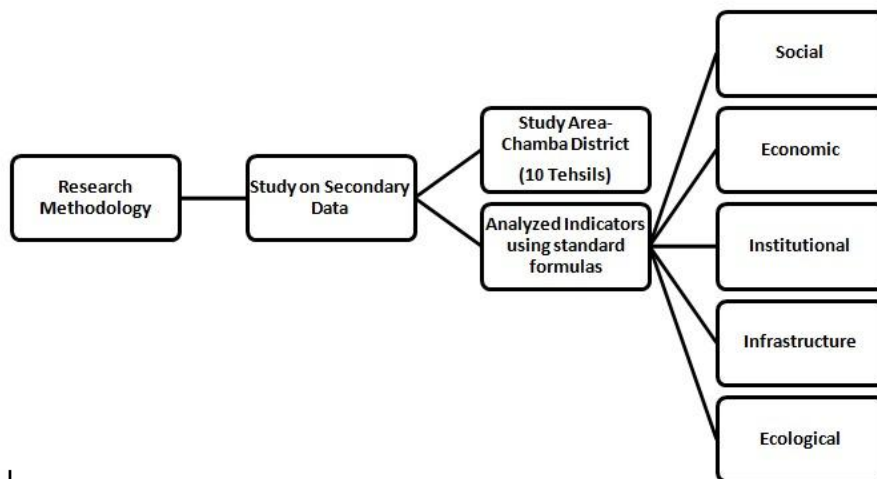 Research
Methodology
Study on Secondary
Data
Study Area-
Chamba District
(10 Tehsils)
Analyzed Indicators
using standard
formulas
Social
Economic
Institutional
Infrastructure
Ecological